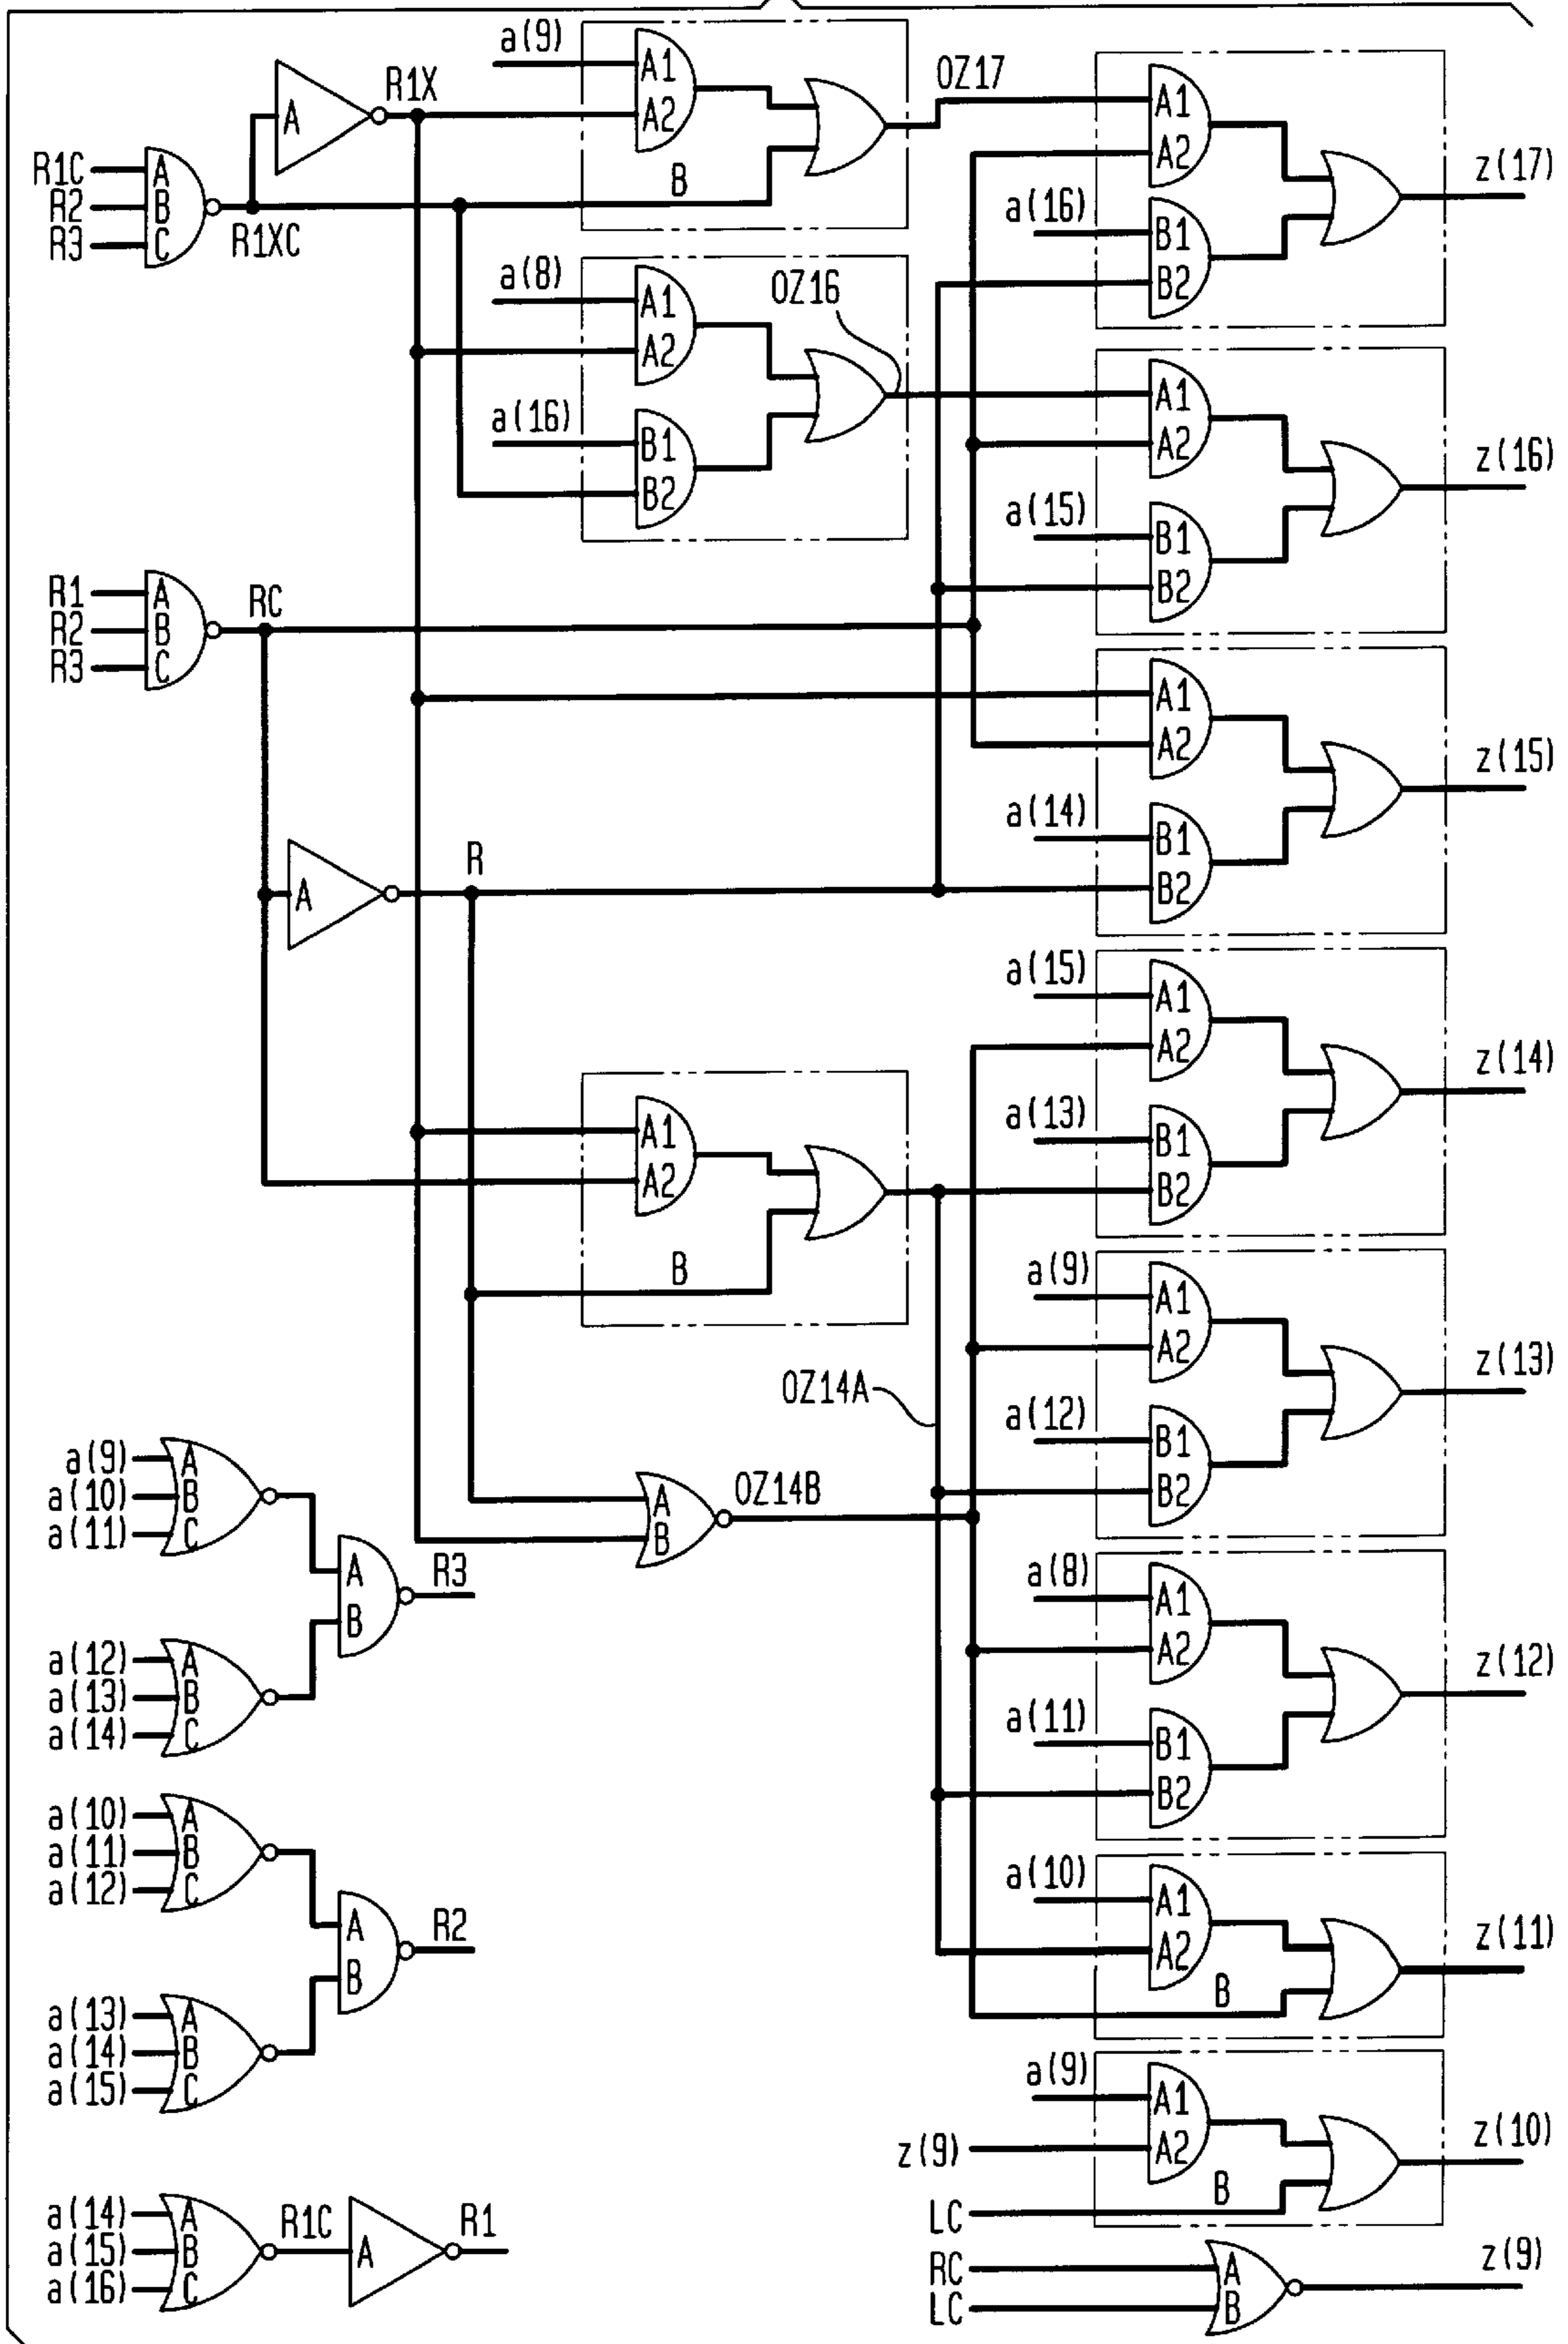 a(9)
A1
A2
R1X
A
R1C
R2
R3
A
B
C
R1XC
B
OZ17
A1
A2
a(16)
B1
B2
z(17)
a(8)
A1
A2
OZ16
a(16)
B1
B2
A1
A2
a(15)
B1
B2
z(16)
R1
R2
R3
A
B
C
RC
A1
A2
a(14)
B1
B2
z(15)
A
R
a(15)
A1
A2
a(13)
B1
B2
z(14)
A1
A2
B
a(9)
A1
A2
a(12)
B1
B2
z(13)
OZ14A
A
B
OZ14B
a(9)
a(10)
a(11)
A
B
C
A
B
R3
a(12)
a(13)
a(14)
A
B
C
a(8)
A1
A2
a(11)
B1
B2
z(12)
a(10)
a(11)
a(12)
A
B
C
A
B
R2
a(13)
a(14)
a(15)
A
B
C
a(10)
A1
A2
B
z(11)
a(9)
A1
z(9)
A2
LC
B
z(10)
a(14)
a(15)
a(16)
A
B
C
R1C
A
R1
RC
LC
A
B
z(9)